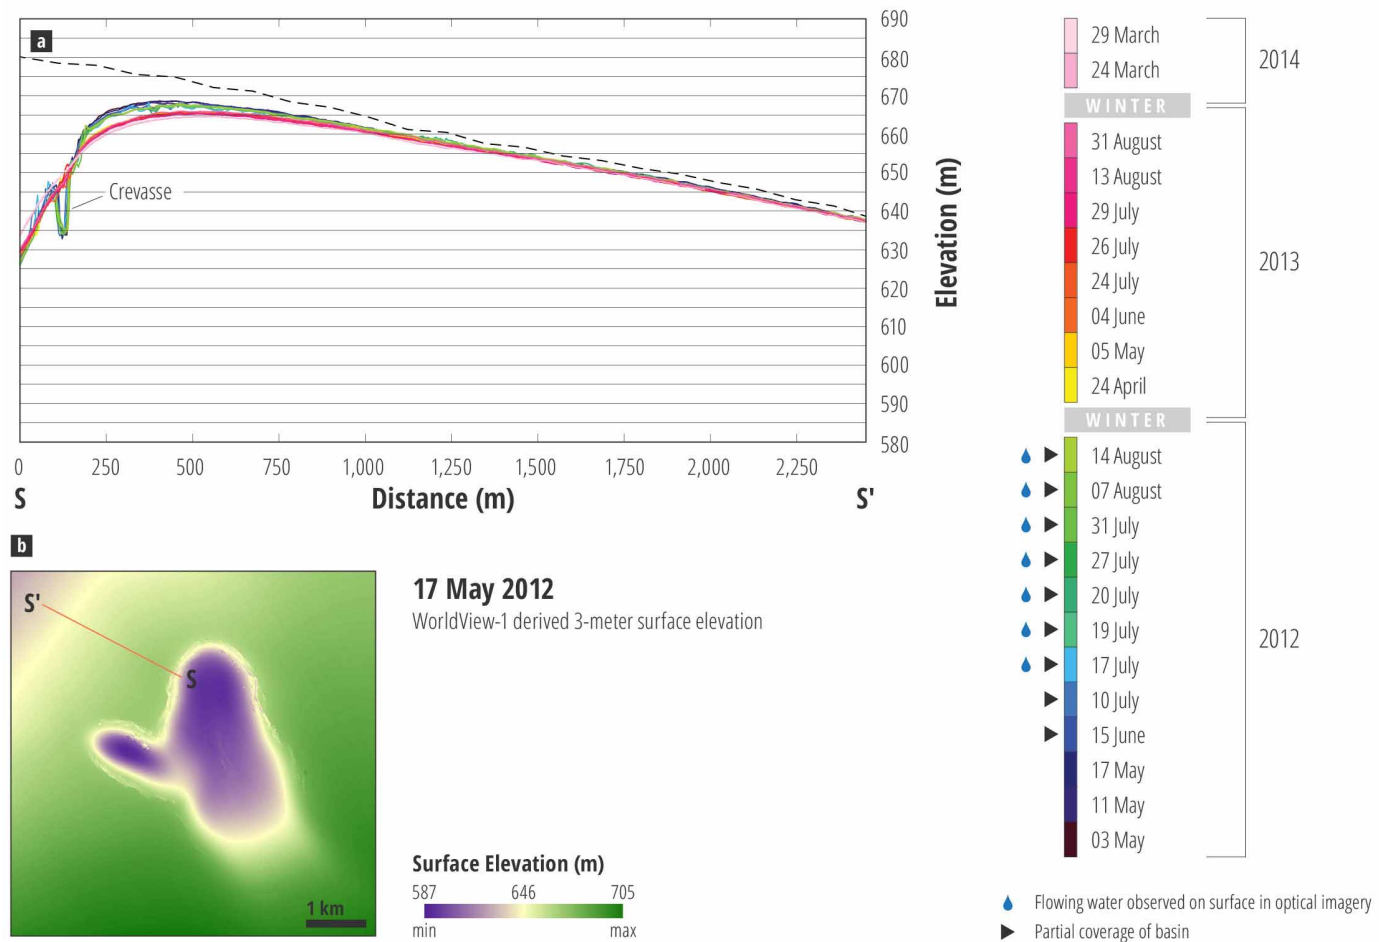 a
690
680
670
660
650
640
630
620
610
600
590
580
Elevation (m)
Crevasse
0 250 500 750 1,000 1,250 1,500 1,750 2,000 2,250
S Distance (m) S'
29 March
24 March
2014
WINTER
31 August
13 August
29 July
26 July
24 July
04 June
05 May
24 April
2013
WINTER
14 August
07 August
31 July
27 July
20 July
19 July
17 July
10 July
15 June
17 May
11 May
03 May
2012
Flowing water observed on surface in optical imagery
Partial coverage of basin
b
S'
S
1 km
17 May 2012
WorldView-1 derived 3-meter surface elevation
Surface Elevation (m)
587 646 705
min max